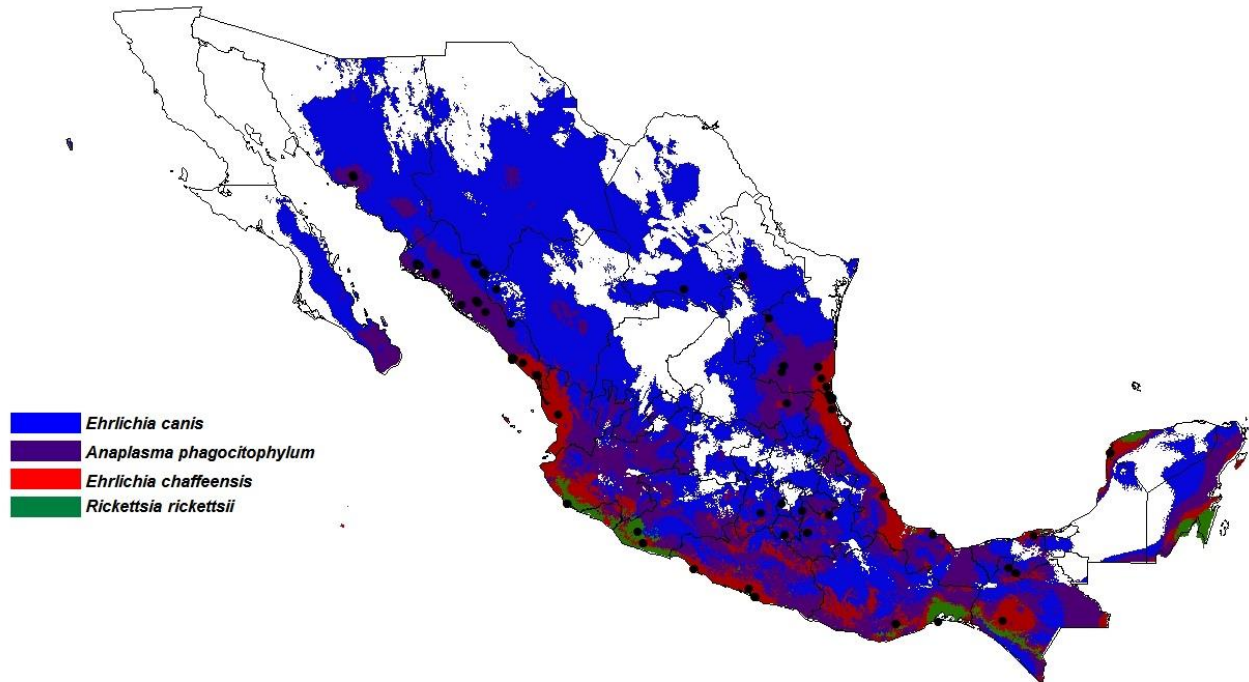 Ehrlichia canis
Anaplasma phagocitophylum
Ehrlichia chaffeensis
Rickettsia rickettsii